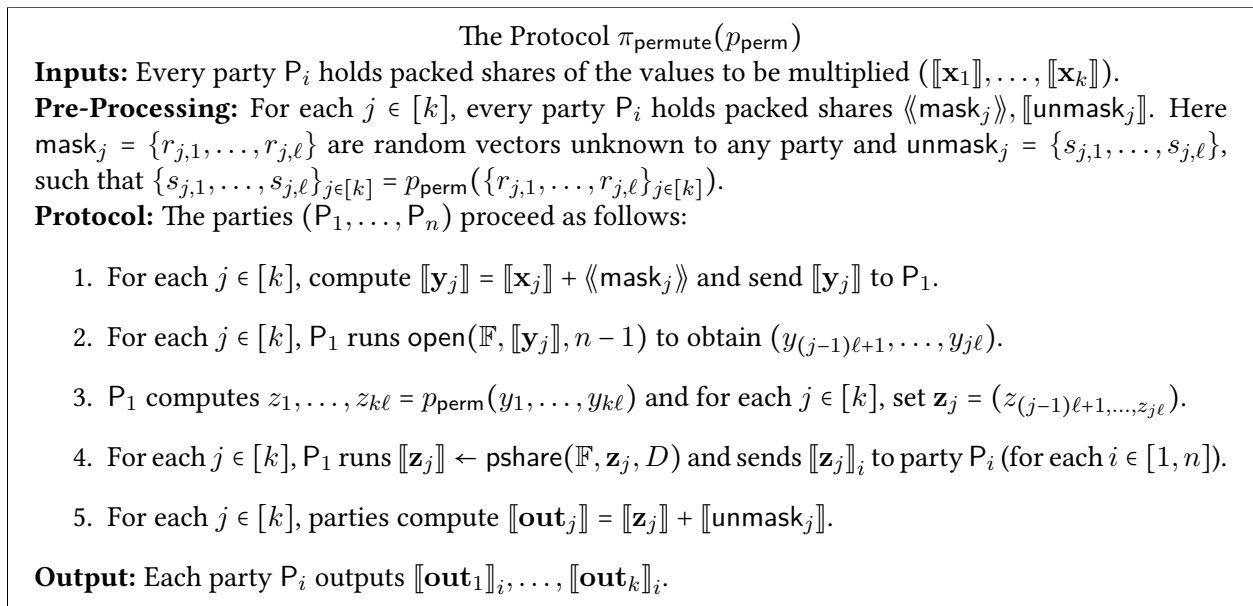 The Protocol π_permute(p_perm)
Inputs: Every party P_i holds packed shares of the values to be multiplied (⟦x_1⟧, …, ⟦x_k⟧).
Pre-Processing: For each j ∈ [k], every party P_i holds packed shares ⟪mask_j⟫, ⟦unmask_j⟧. Here
mask_j = {r_{j,1}, …, r_{j,ℓ}} are random vectors unknown to any party and unmask_j = {s_{j,1}, …, s_{j,ℓ}},
such that {s_{j,1}, …, s_{j,ℓ}}_{j∈[k]} = p_perm({r_{j,1}, …, r_{j,ℓ}}_{j∈[k]}).
Protocol: The parties (P_1, …, P_n) proceed as follows:
1. For each j ∈ [k], compute ⟦y_j⟧ = ⟦x_j⟧ + ⟪mask_j⟫ and send ⟦y_j⟧ to P_1.
2. For each j ∈ [k], P_1 runs open(𝔽, ⟦y_j⟧, n − 1) to obtain (y_{(j−1)ℓ+1}, …, y_{jℓ}).
3. P_1 computes z_1, …, z_{kℓ} = p_perm(y_1, …, y_{kℓ}) and for each j ∈ [k], set z_j = (z_{(j−1)ℓ+1,…,z_{jℓ}}).
4. For each j ∈ [k], P_1 runs ⟦z_j⟧ ← pshare(𝔽, z_j, D) and sends ⟦z_j⟧_i to party P_i (for each i ∈ [1, n]).
5. For each j ∈ [k], parties compute ⟦out_j⟧ = ⟦z_j⟧ + ⟦unmask_j⟧.
Output: Each party P_i outputs ⟦out_1⟧_i, …, ⟦out_k⟧_i.